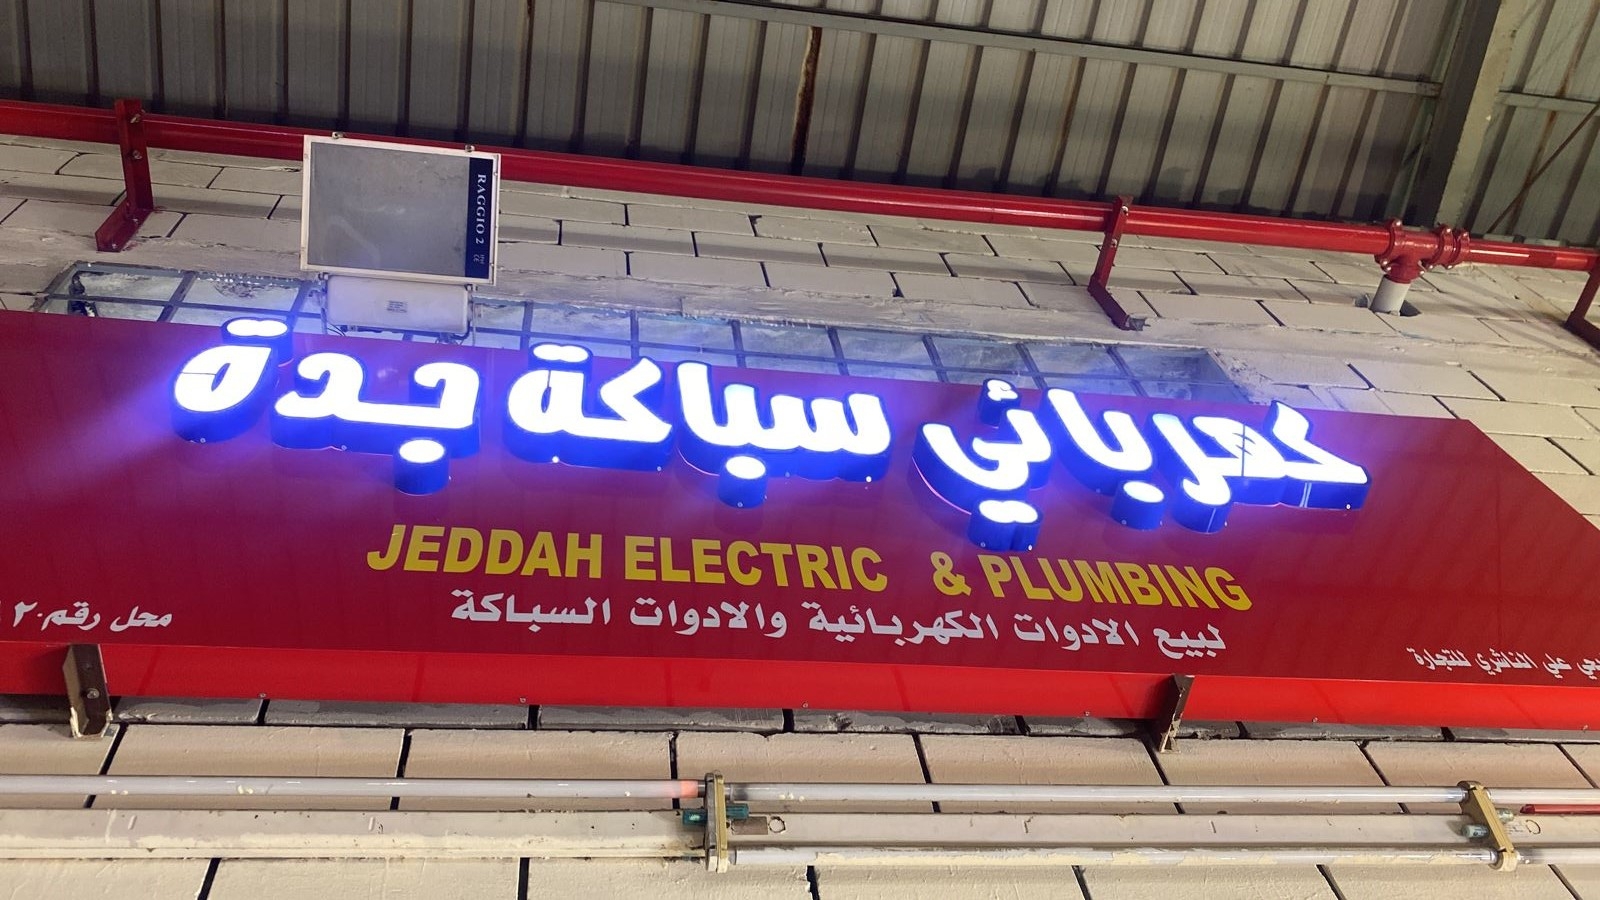 RAGGIO 2
كهربائي سباكة جدة
JEDDAH ELECTRIC & PLUMBING
لبيع الادوات الكهربائية والادوات السباكة
محل رقم
علي الناشري للتجارة